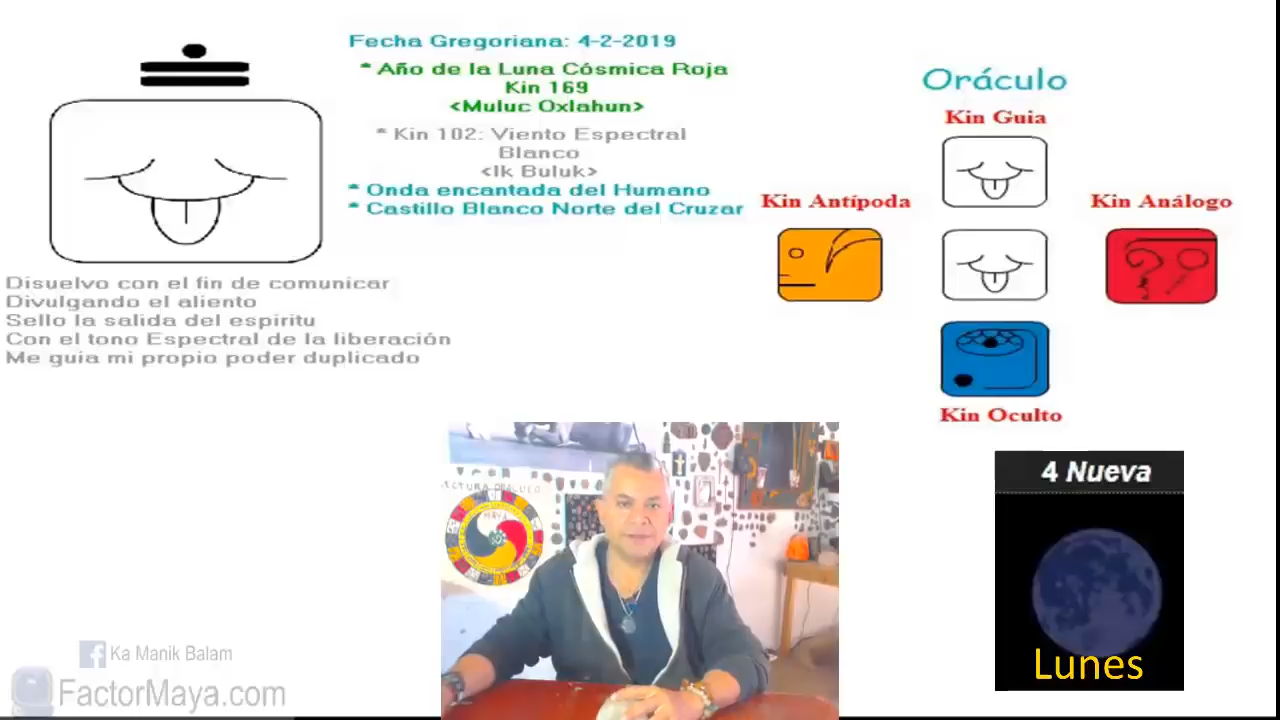 Fecha Gregoriana: 4-2-2019
* Año de la Luna Cósmica Roja
Kin 169
<Muluc Oxlahun>
* Kin 102: Viento Espectral
Blanco
<Ik Buluk>
* Onda encantada del Humano
* Castillo Blanco Norte del Cruzar
Disuelvo con el fin de comunicar
Divulgando el aliento
Sello la salida del espiritu
Con el tono Espectral de la liberación
Me guia mi propio poder duplicado
Oráculo
Kin Guia
Kin Antípoda
Kin Análogo
Kin Oculto
4 Nueva
Lunes
MAYA
Ka Manik Balam
FactorMaya.com